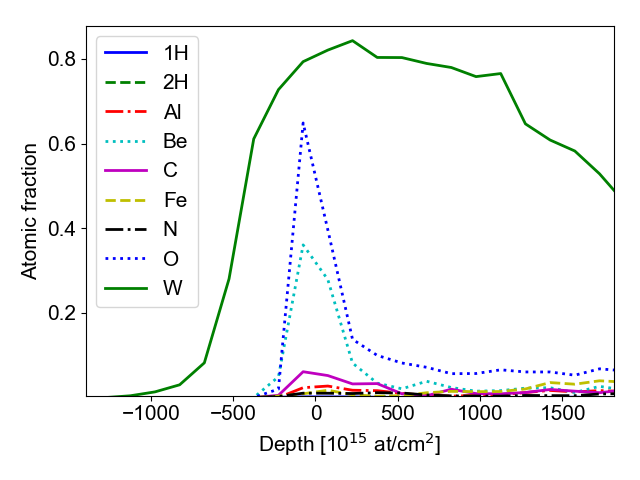 0.8
0.6
0.4
0.2
Atomic fraction
1H
2H
Al
Be
C
Fe
N
O
W
−1000 −500 0 500 1000 1500
Depth [10¹⁵ at/cm²]